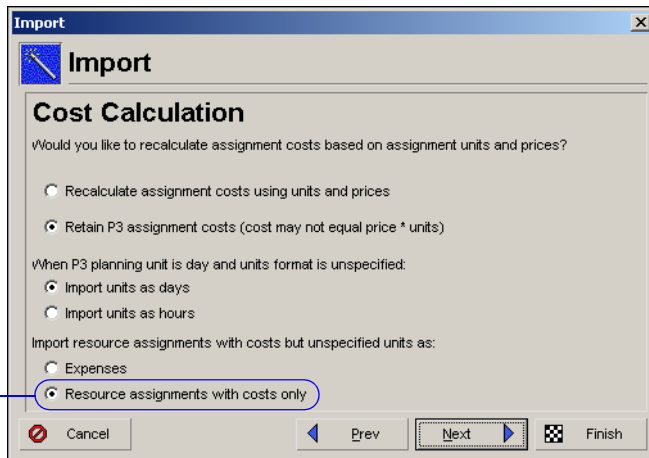 Import
Import
Cost Calculation
Would you like to recalculate assignment costs based on assignment units and prices?
Recalculate assignment costs using units and prices
Retain P3 assignment costs (cost may not equal price * units)
When P3 planning unit is day and units format is unspecified:
Import units as days
Import units as hours
Import resource assignments with costs but unspecified units as:
Expenses
Resource assignments with costs only
Cancel
Prev
Next
Finish